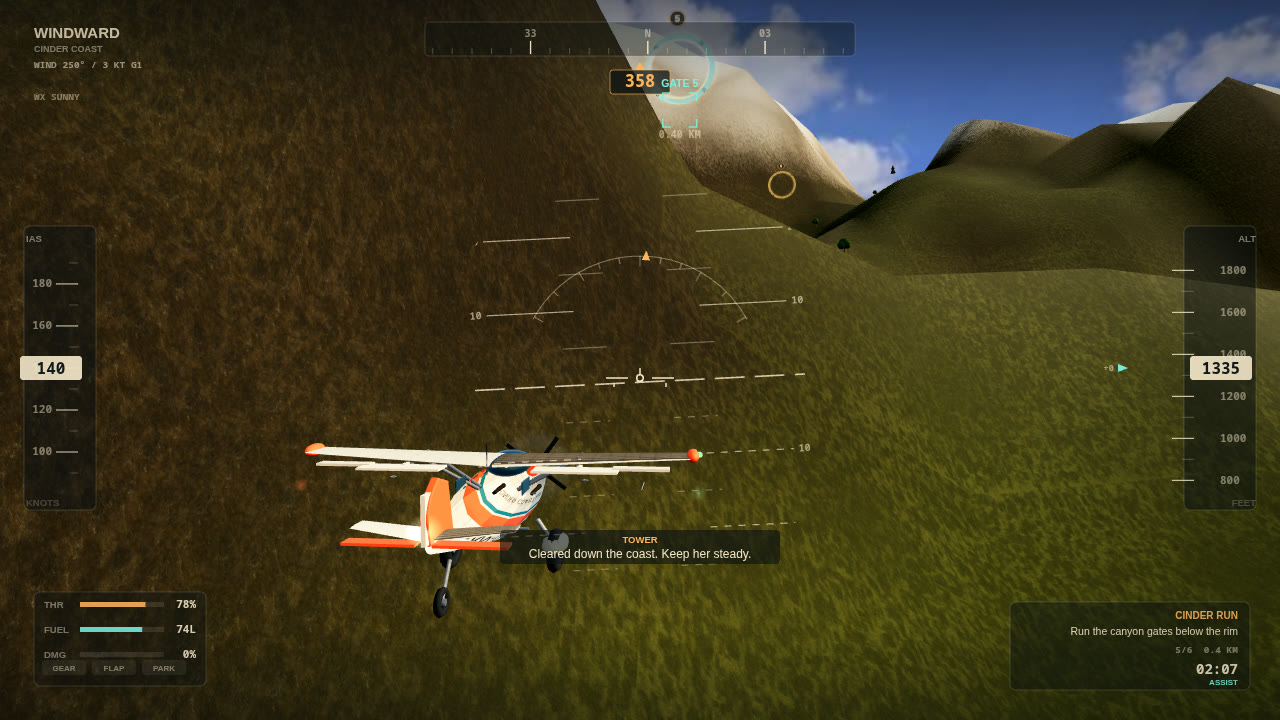 WINDWARD
CINDER COAST
WIND 250° / 3 KT G1
WX SUNNY
5
33 N 03
358 GATE 5
0.40 KM
IAS
180
160
140
120
100
KNOTS
10 10
10
ALT
1800
1600
1400
+0 1335
1200
1000
800
FEET
TOWER
Cleared down the coast. Keep her steady.
THR 78%
FUEL 74L
DMG 0%
GEAR FLAP PARK
CINDER RUN
Run the canyon gates below the rim
5/6 0.4 KM
02:07
ASSIST